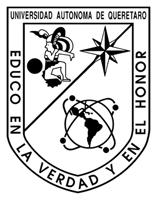 UNIVERSIDAD AUTONOMA DE QUERETARO
EDUCO EN LA VERDAD Y EN EL HONOR